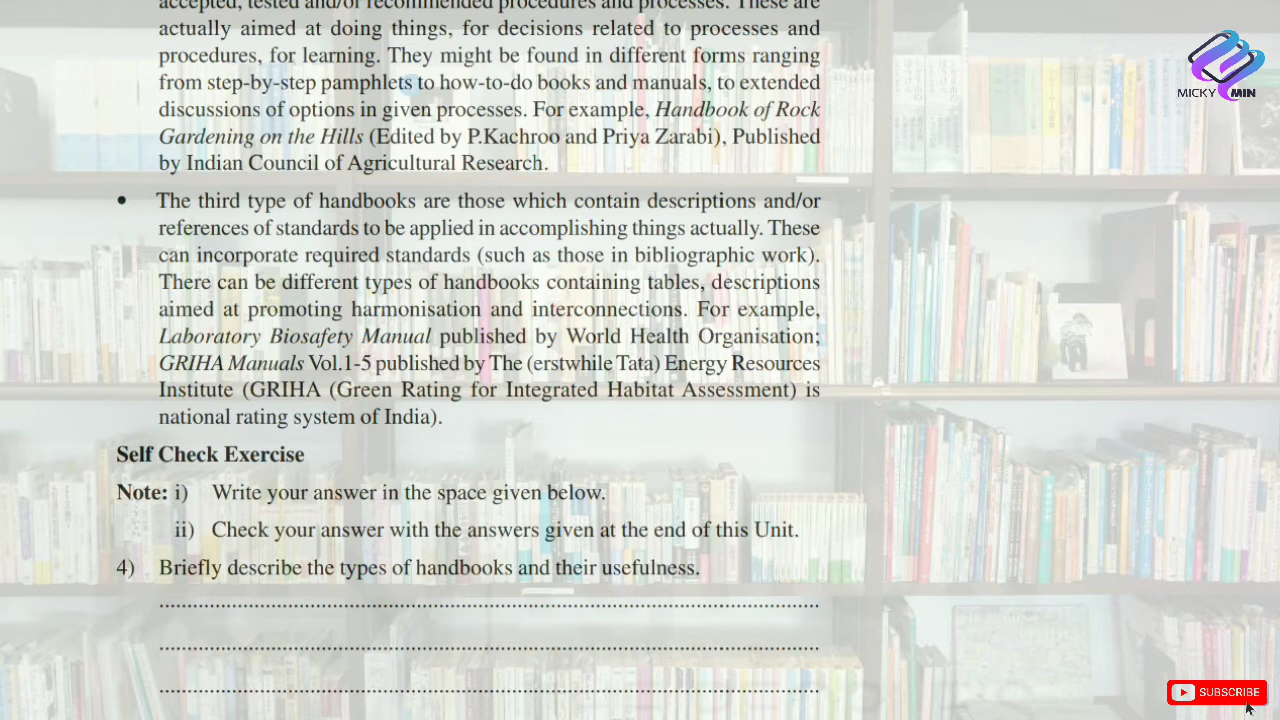 accepted, tested and/or recommended procedures and processes. These are
actually aimed at doing things, for decisions related to processes and
procedures, for learning. They might be found in different forms ranging
from step-by-step pamphlets to how-to-do books and manuals, to extended
discussions of options in given processes. For example, Handbook of Rock
Gardening on the Hills (Edited by P.Kachroo and Priya Zarabi), Published
by Indian Council of Agricultural Research.
• The third type of handbooks are those which contain descriptions and/or
references of standards to be applied in accomplishing things actually. These
can incorporate required standards (such as those in bibliographic work).
There can be different types of handbooks containing tables, descriptions
aimed at promoting harmonisation and interconnections. For example,
Laboratory Biosafety Manual published by World Health Organisation;
GRIHA Manuals Vol.1-5 published by The (erstwhile Tata) Energy Resources
Institute (GRIHA (Green Rating for Integrated Habitat Assessment) is
national rating system of India).
Self Check Exercise
Note: i) Write your answer in the space given below.
ii) Check your answer with the answers given at the end of this Unit.
4) Briefly describe the types of handbooks and their usefulness.
MICKY MIN
SUBSCRIBE